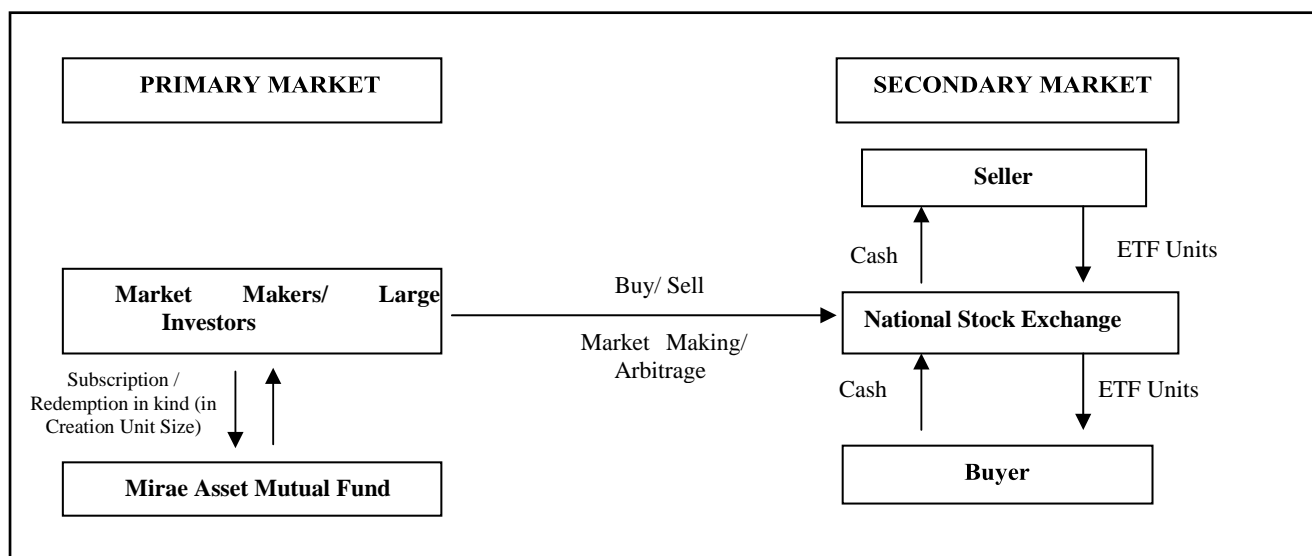 PRIMARY MARKET
SECONDARY MARKET
Seller
Cash
ETF Units
Market Makers/ Large
Investors
Buy/ Sell
Market Making/
Arbitrage
National Stock Exchange
Subscription /
Redemption in kind (in
Creation Unit Size)
Cash
ETF Units
Mirae Asset Mutual Fund
Buyer